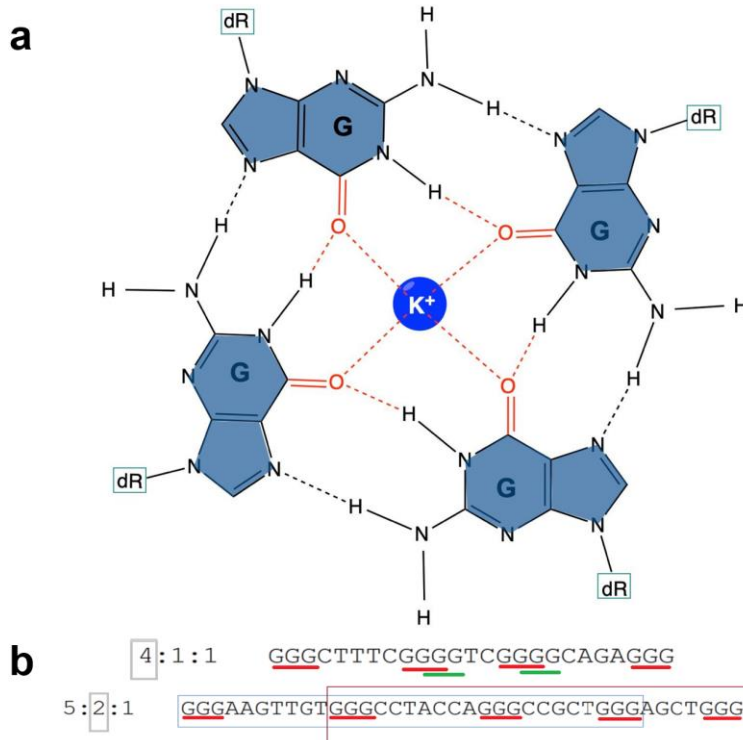 a
dR
H
N N N H
G
dR
N N N N
H
H O O G N
H N H K+ N H
N H N
N G O O H
N H N
dR N N N G
H N N N
H
dR
b
4:1:1 GGGCTTTCGGGGTCGGGGCAGAGGG
5:2:1 GGGAAGTTGTGGGCCTACCAGGGCCGCTGGGAGCTGGG